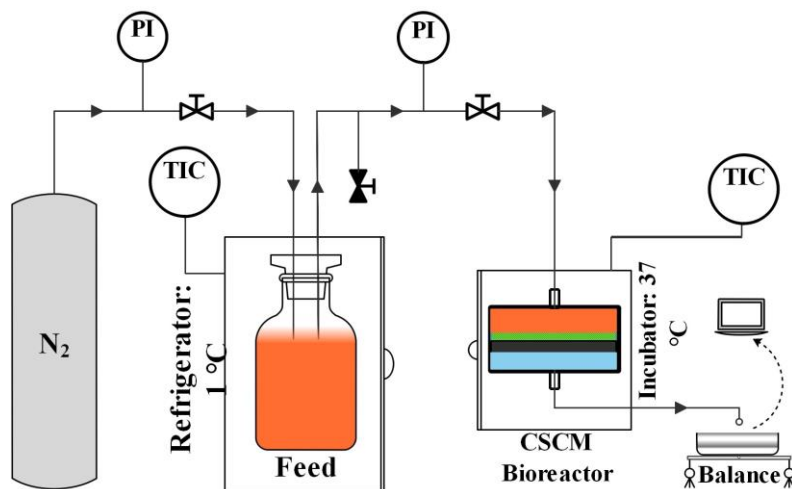 PI
PI
TIC
TIC
N₂
Refrigerator:
1 °C
Feed
Incubator: 37
°C
CSCM
Bioreactor
Balance